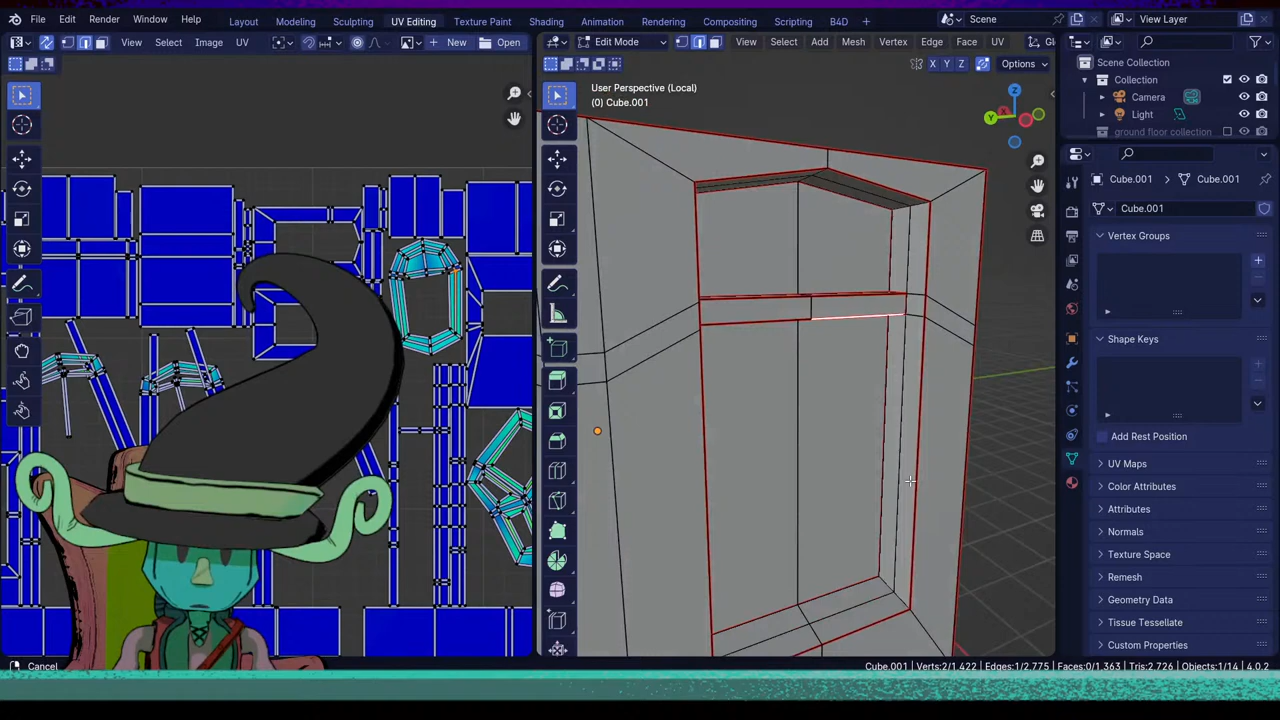 File Edit Render Window Help Layout Modeling Sculpting UV Editing Texture Paint Shading Animation Rendering Compositing Scripting B4D + Scene View Layer
View Select Image UV New Open Edit Mode View Select Add Mesh Vertex Edge Face UV Gl
X Y Z Options
Scene Collection
Collection
Camera
Light
ground floor collection
User Perspective (Local)
(0) Cube.001
Z
Y
Cube.001 Cube.001
Cube.001
Vertex Groups
Shape Keys
Add Rest Position
UV Maps
Color Attributes
Attributes
Normals
Texture Space
Remesh
Geometry Data
Tissue Tessellate
Custom Properties
Cancel Cube.001 | Verts:2/1.422 | Edges:1/2.775 | Faces:0/1.363 | Tris:2.726 | Objects:1/14 | 4.0.2